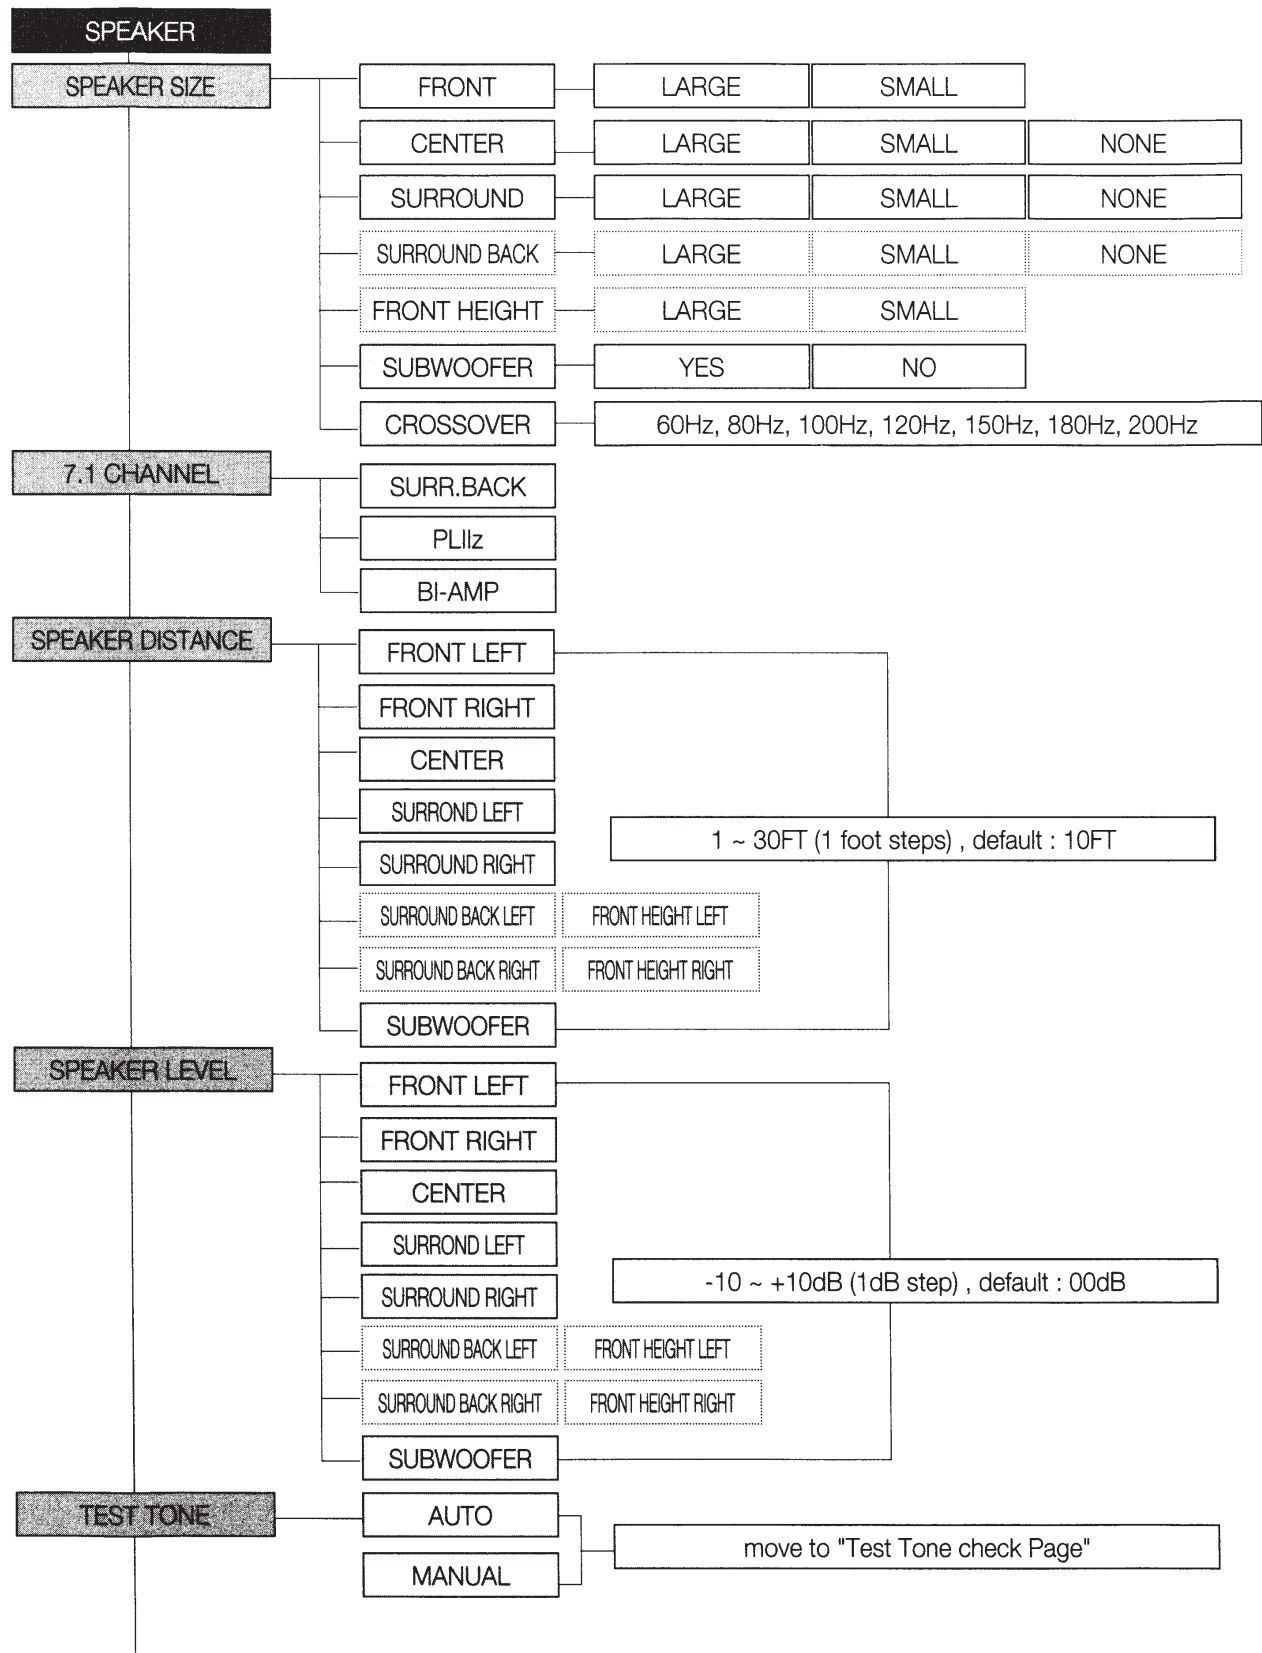 SPEAKER
SPEAKER SIZE
FRONT LARGE SMALL
CENTER LARGE SMALL NONE
SURROUND LARGE SMALL NONE
SURROUND BACK LARGE SMALL NONE
FRONT HEIGHT LARGE SMALL
SUBWOOFER YES NO
CROSSOVER 60Hz, 80Hz, 100Hz, 120Hz, 150Hz, 180Hz, 200Hz
7.1 CHANNEL
SURR.BACK
PLIIz
BI-AMP
SPEAKER DISTANCE
FRONT LEFT
FRONT RIGHT
CENTER
SURROND LEFT
1 ~ 30FT (1 foot steps) , default : 10FT
SURROUND RIGHT
SURROUND BACK LEFT FRONT HEIGHT LEFT
SURROUND BACK RIGHT FRONT HEIGHT RIGHT
SUBWOOFER
SPEAKER LEVEL
FRONT LEFT
FRONT RIGHT
CENTER
SURROND LEFT
-10 ~ +10dB (1dB step) , default : 00dB
SURROUND RIGHT
SURROUND BACK LEFT FRONT HEIGHT LEFT
SURROUND BACK RIGHT FRONT HEIGHT RIGHT
SUBWOOFER
TEST TONE
AUTO
move to "Test Tone check Page"
MANUAL